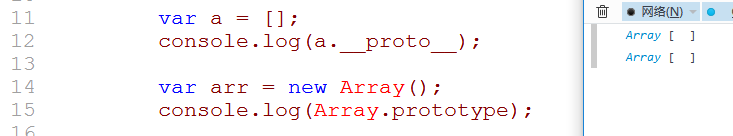 11 var a = [];
12 console.log(a.__proto__);
14 var arr = new Array();
15 console.log(Array.prototype);
16
网络(N)
Array [ ]
Array [ ]